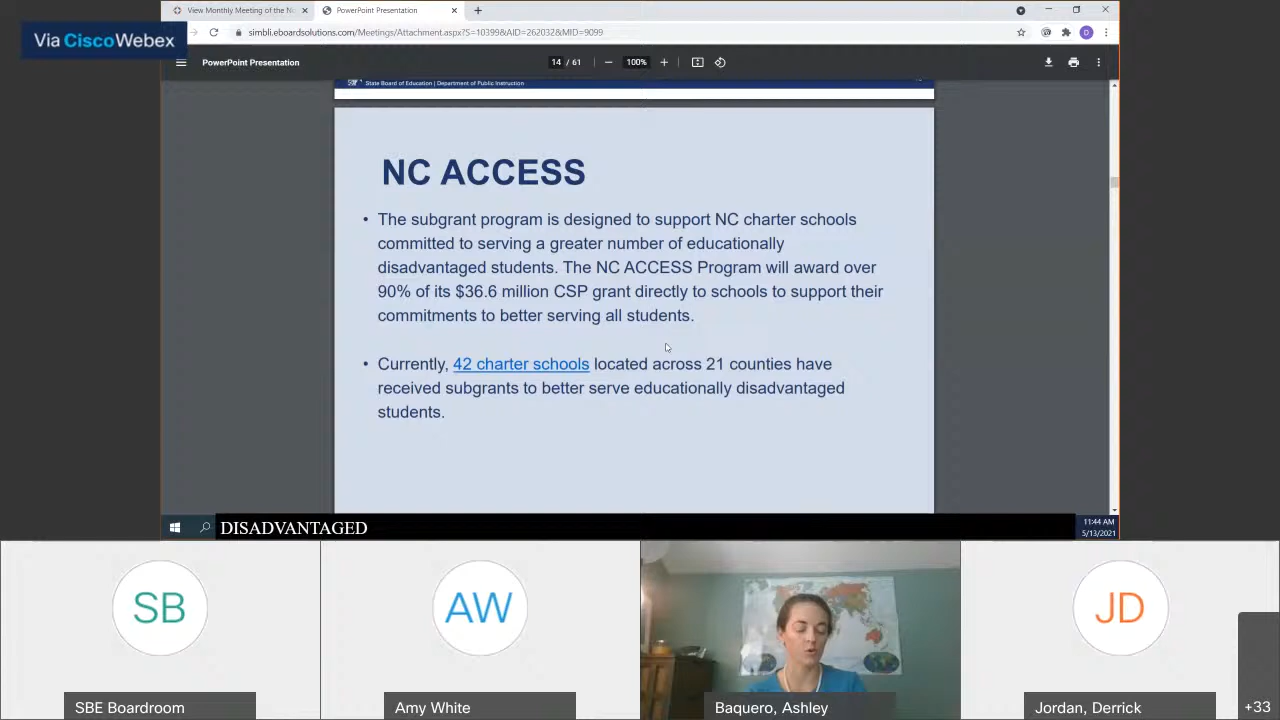 View Monthly Meeting of the No
PowerPoint Presentation
Via CiscoWebex
simbli.eboardsolutions.com/Meetings/Attachment.aspx?S=10399&AID=262032&MID=9099
D
PowerPoint Presentation
14 / 61
100%
State Board of Education | Department of Public Instruction
NC ACCESS
• The subgrant program is designed to support NC charter schools
committed to serving a greater number of educationally
disadvantaged students. The NC ACCESS Program will award over
90% of its $36.6 million CSP grant directly to schools to support their
commitments to better serving all students.
• Currently, 42 charter schools located across 21 counties have
received subgrants to better serve educationally disadvantaged
students.
DISADVANTAGED
11:44 AM
5/13/2021
SB
AW
JD
SBE Boardroom
Amy White
Baquero, Ashley
Jordan, Derrick
+33